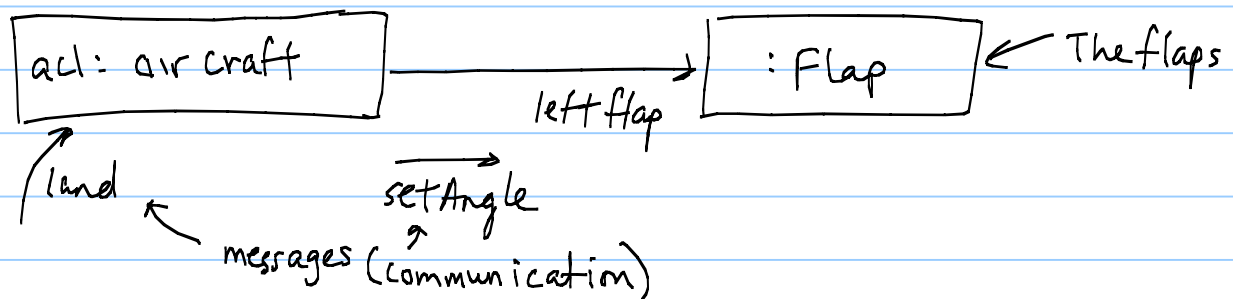 ac1: aircraft
: Flap
The flaps
left flap
land
setAngle
messages (communication)